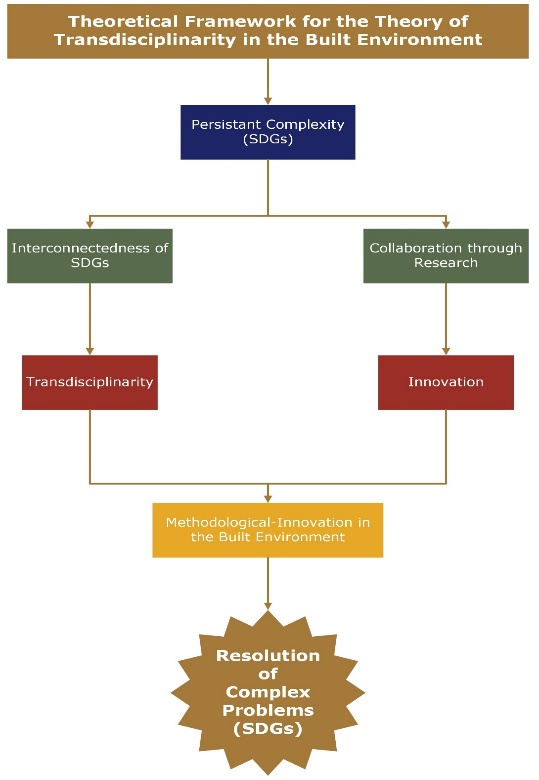 Theoretical Framework for the Theory of
Transdisciplinarity in the Built Environment
Persistant Complexity
(SDGs)
Interconnectedness of
SDGs
Collaboration through
Research
Transdisciplinarity
Innovation
Methodological-Innovation in
the Built Environment
Resolution
of
Complex
Problems
(SDGs)